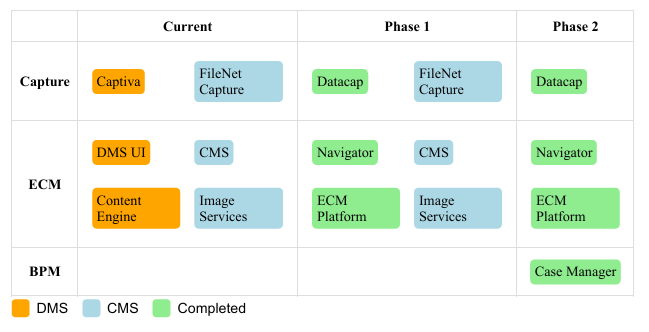 Current Phase 1 Phase 2
Capture
Captiva
FileNet
Capture
Datacap
FileNet
Capture
Datacap
ECM
DMS UI CMS Navigator CMS Navigator
Content
Engine
Image
Services
ECM
Platform
Image
Services
ECM
Platform
BPM Case Manager
DMS CMS Completed